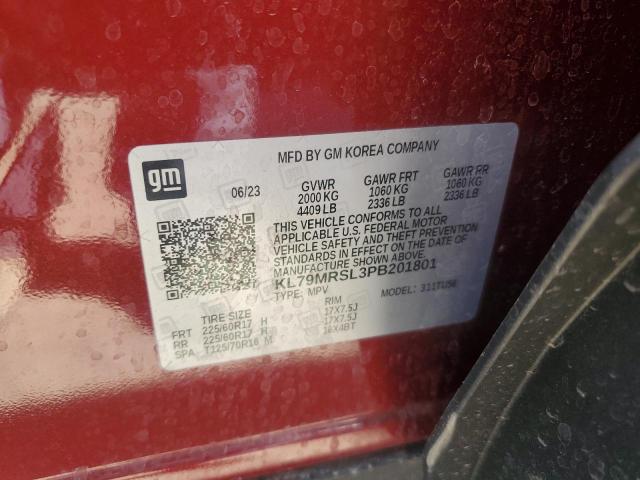 MFD BY GM KOREA COMPANY
gm
06/23
GVWR GAWR FRT GAWR RR
2000 KG 1060 KG 1060 KG
4409 LB 2336 LB 2336 LB
THIS VEHICLE CONFORMS TO ALL
APPLICABLE U.S. FEDERAL MOTOR
VEHICLE SAFETY AND THEFT PREVENTION
STANDARDS IN EFFECT ON THE DATE OF
MANUFACTURE SHOWN ABOVE.
KL79MRSL3PB201801
TYPE: MPV MODEL: 311TU56
TIRE SIZE RIM
FRT 225/60R17 H 17X7.5J
RR 225/60R17 H 17X7.5J
SPA T125/70R16 M 16X4BT